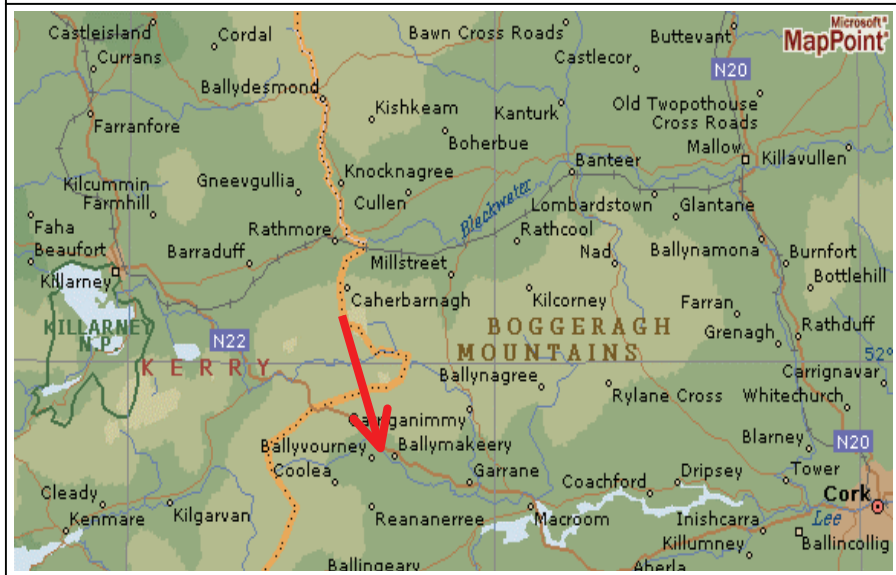 Castleisland
Cordal
Bawn Cross Roads
Buttevant
Microsoft®
MapPoint®
Currans
Castlecor
N20
Ballydesmond
Kishkeam
Kanturk
Old Twopothouse
Cross Roads
Farranfore
Boherbue
Mallow
Killavullen
Banteer
Kilcummin
Gneevgullia
Knocknagree
Cullen
Blackwater
Lombardstown
Glantane
Farmhill
Faha
Rathmore
Rathcool
Beaufort
Barraduff
Millstreet
Nad
Ballynamona
Burnfort
Killarney
Caherbarnagh
Kilcorney
Bottlehill
Farran
KILLARNEY
N.P.
N22
BOGGERAGH
MOUNTAINS
Grenagh
Rathduff
KERRY
52°
Ballynagree
Rylane Cross
Carrignavar
Whitechurch
Carriganimmy
Ballyvourney
Ballymakeery
Blarney
N20
Coolea
Garrane
Coachford
Dripsey
Tower
Cork
Cleady
Kilgarvan
Kenmare
Reananerree
Macroom
Inishcarra
Lee
Killumney
Ballincollig
Ballingeary
Aherla